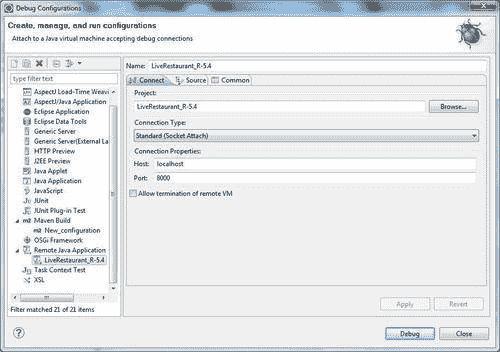 Debug Configurations
Create, manage, and run configurations
Attach to a Java virtual machine accepting debug connections
type filter text
AspectJ Load-Time Weavi
AspectJ/Java Application
Eclipse Application
Eclipse Data Tools
Generic Server
Generic Server(External La
HTTP Preview
J2EE Preview
Java Applet
Java Application
JavaScript
JUnit
JUnit Plug-in Test
m2 Maven Build
m2 New_configuration
OSGi Framework
Remote Java Application
LiveRestaurant_R-5.4
Task Context Test
XSL
Filter matched 21 of 21 items
Name: LiveRestaurant_R-5.4
Connect Source Common
Project:
LiveRestaurant_R-5.4 Browse...
Connection Type:
Standard (Socket Attach)
Connection Properties:
Host: localhost
Port: 8000
Allow termination of remote VM
Apply Revert
? Debug Close